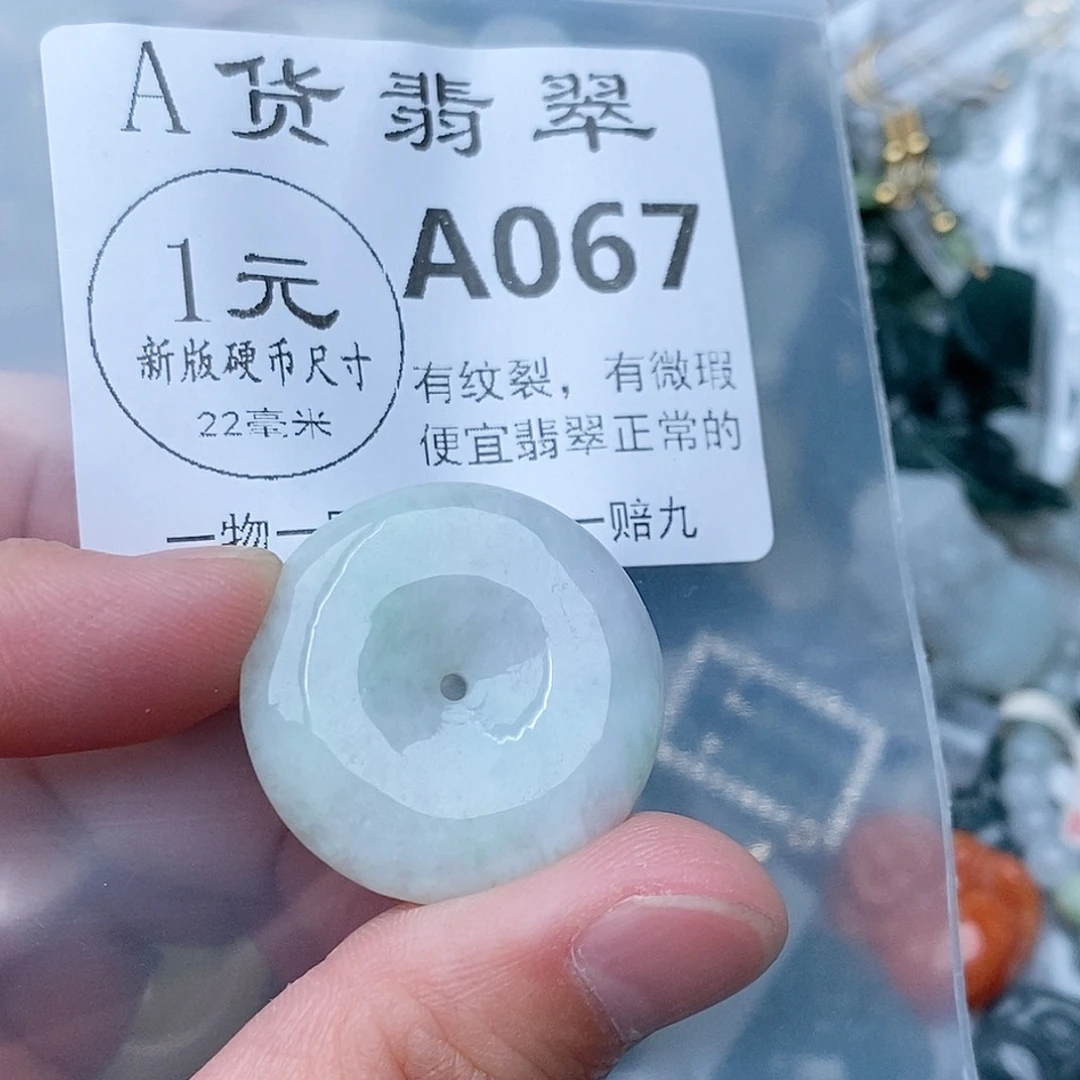 A货翡翠
1元
新版硬币尺寸
22毫米
A067
有纹裂，有微瑕
便宜翡翠正常的
一物一
一赔九